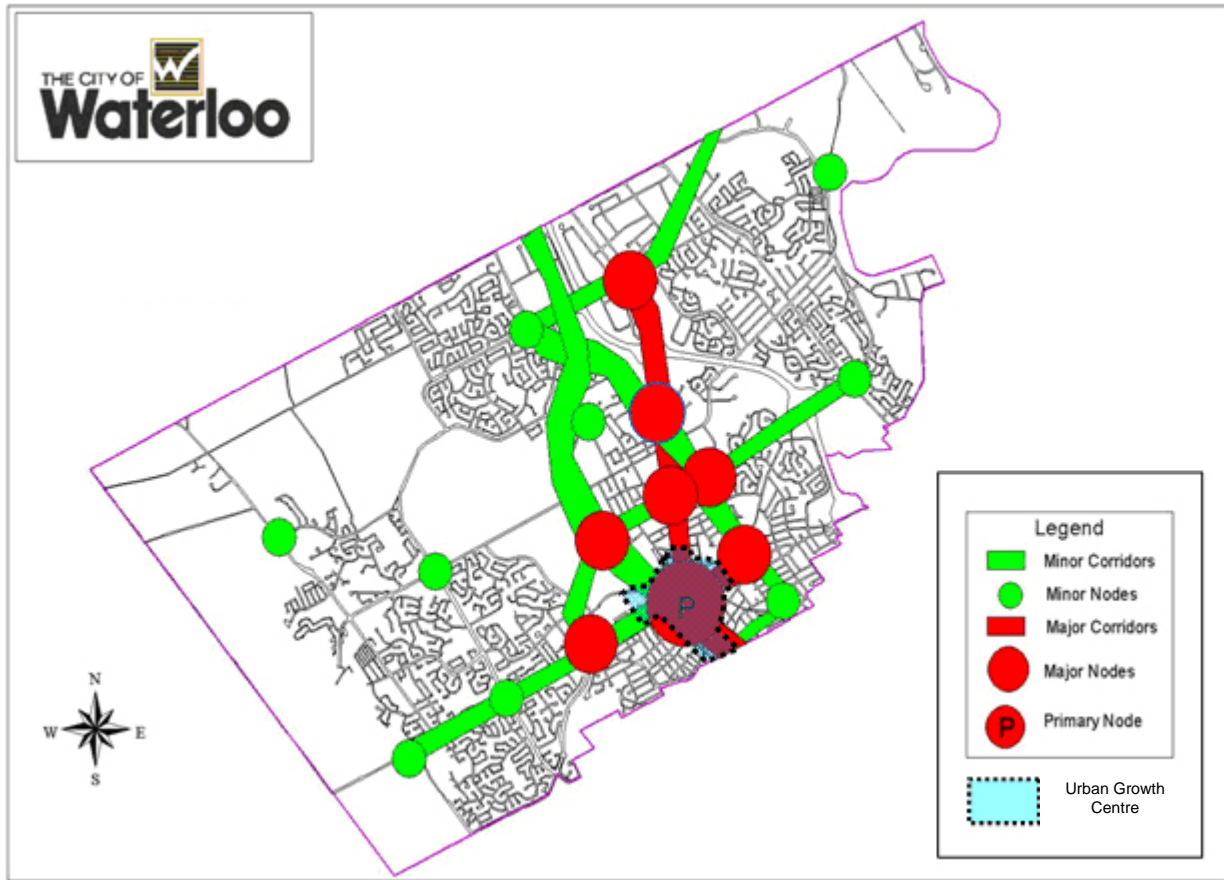 THE CITY OF
Waterloo
P
N
W
E
S
Legend
Minor Corridors
Minor Nodes
Major Corridors
Major Nodes
P
Primary Node
Urban Growth
Centre